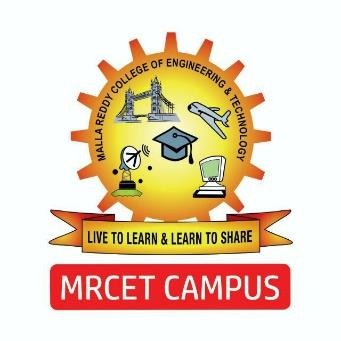 MALLA REDDY COLLEGE OF ENGINEERING & TECHNOLOGY
LIVE TO LEARN & LEARN TO SHARE
MRCET CAMPUS